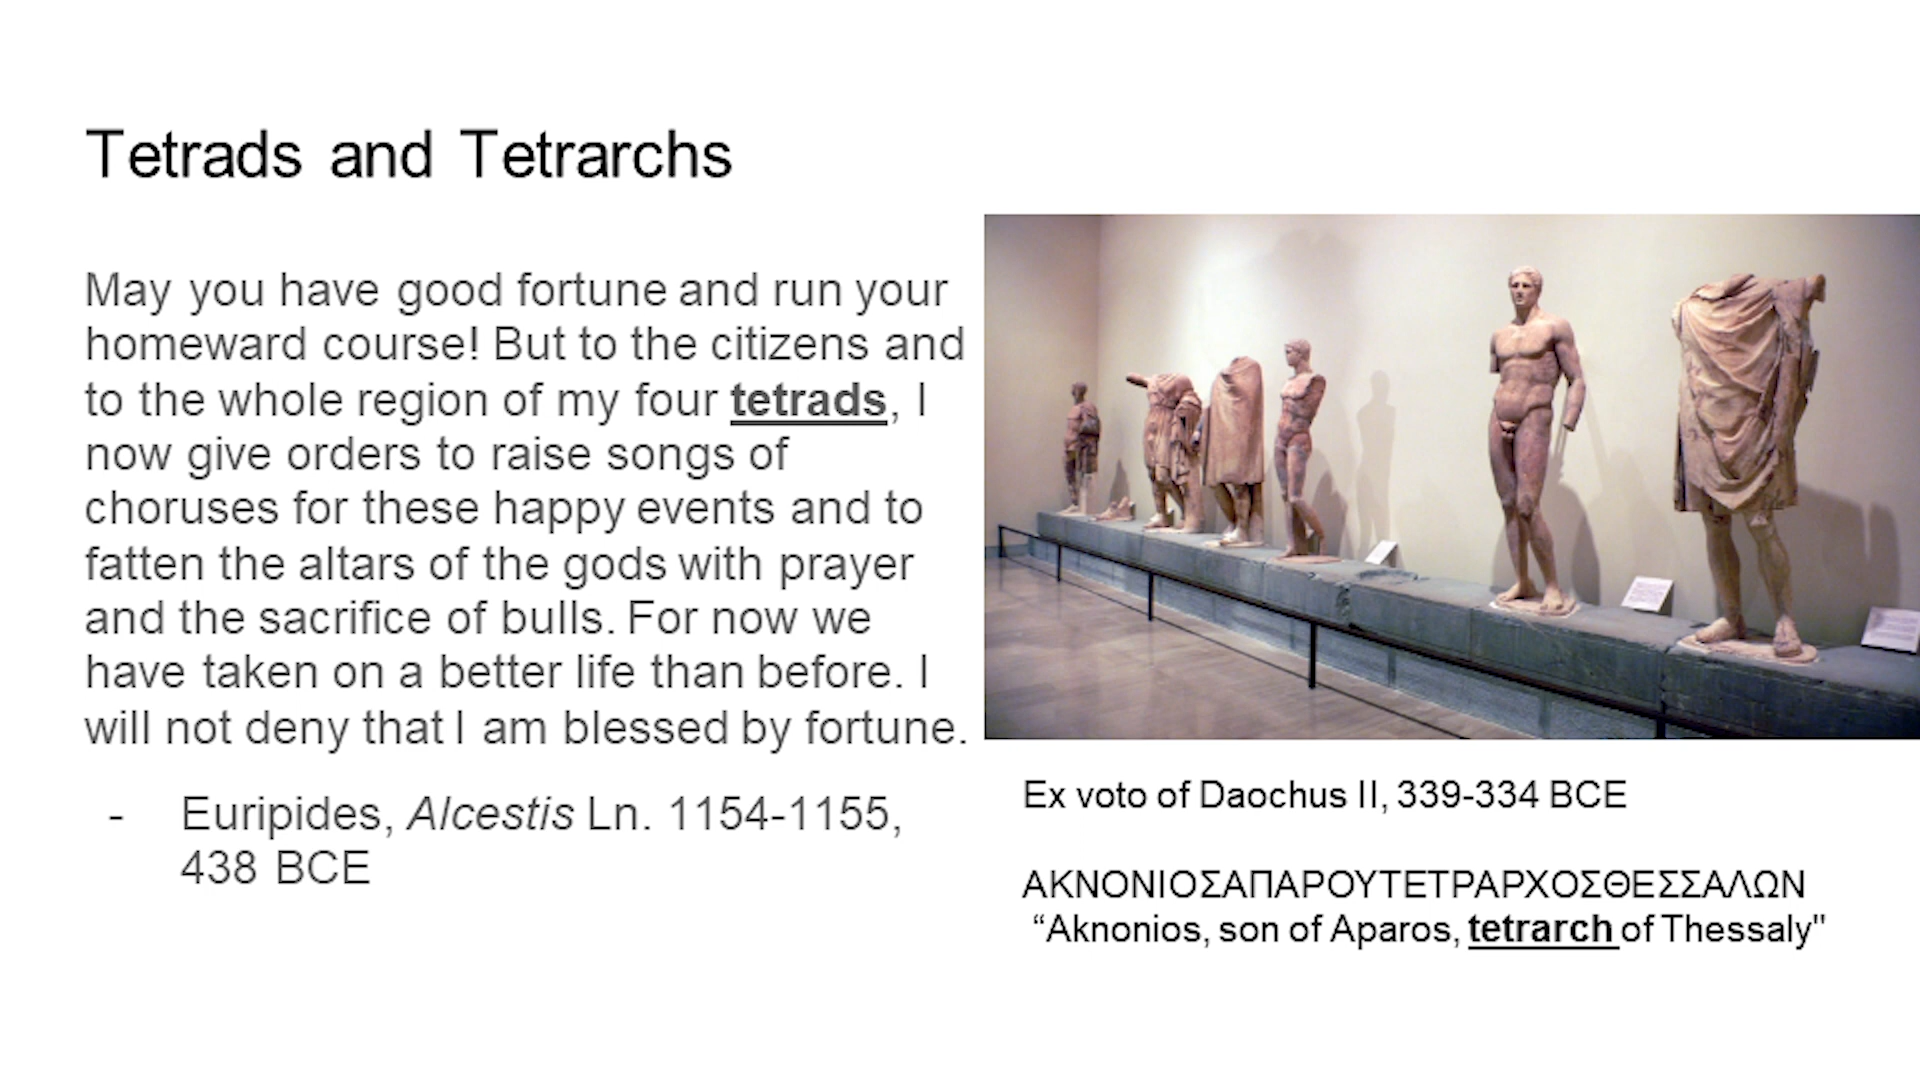 Tetrads and Tetrarchs
May you have good fortune and run your
homeward course! But to the citizens and
to the whole region of my four tetrads, I
now give orders to raise songs of
choruses for these happy events and to
fatten the altars of the gods with prayer
and the sacrifice of bulls. For now we
have taken on a better life than before. I
will not deny that I am blessed by fortune.
- Euripides, Alcestis Ln. 1154-1155,
438 BCE
Ex voto of Daochus II, 339-334 BCE
ΑΚΝΟΝΙΟΣΑΠΑΡΟΥΤΕΤΡΑΡΧΟΣΘΕΣΣΑΛΩΝ
“Aknonios, son of Aparos, tetrarch of Thessaly"